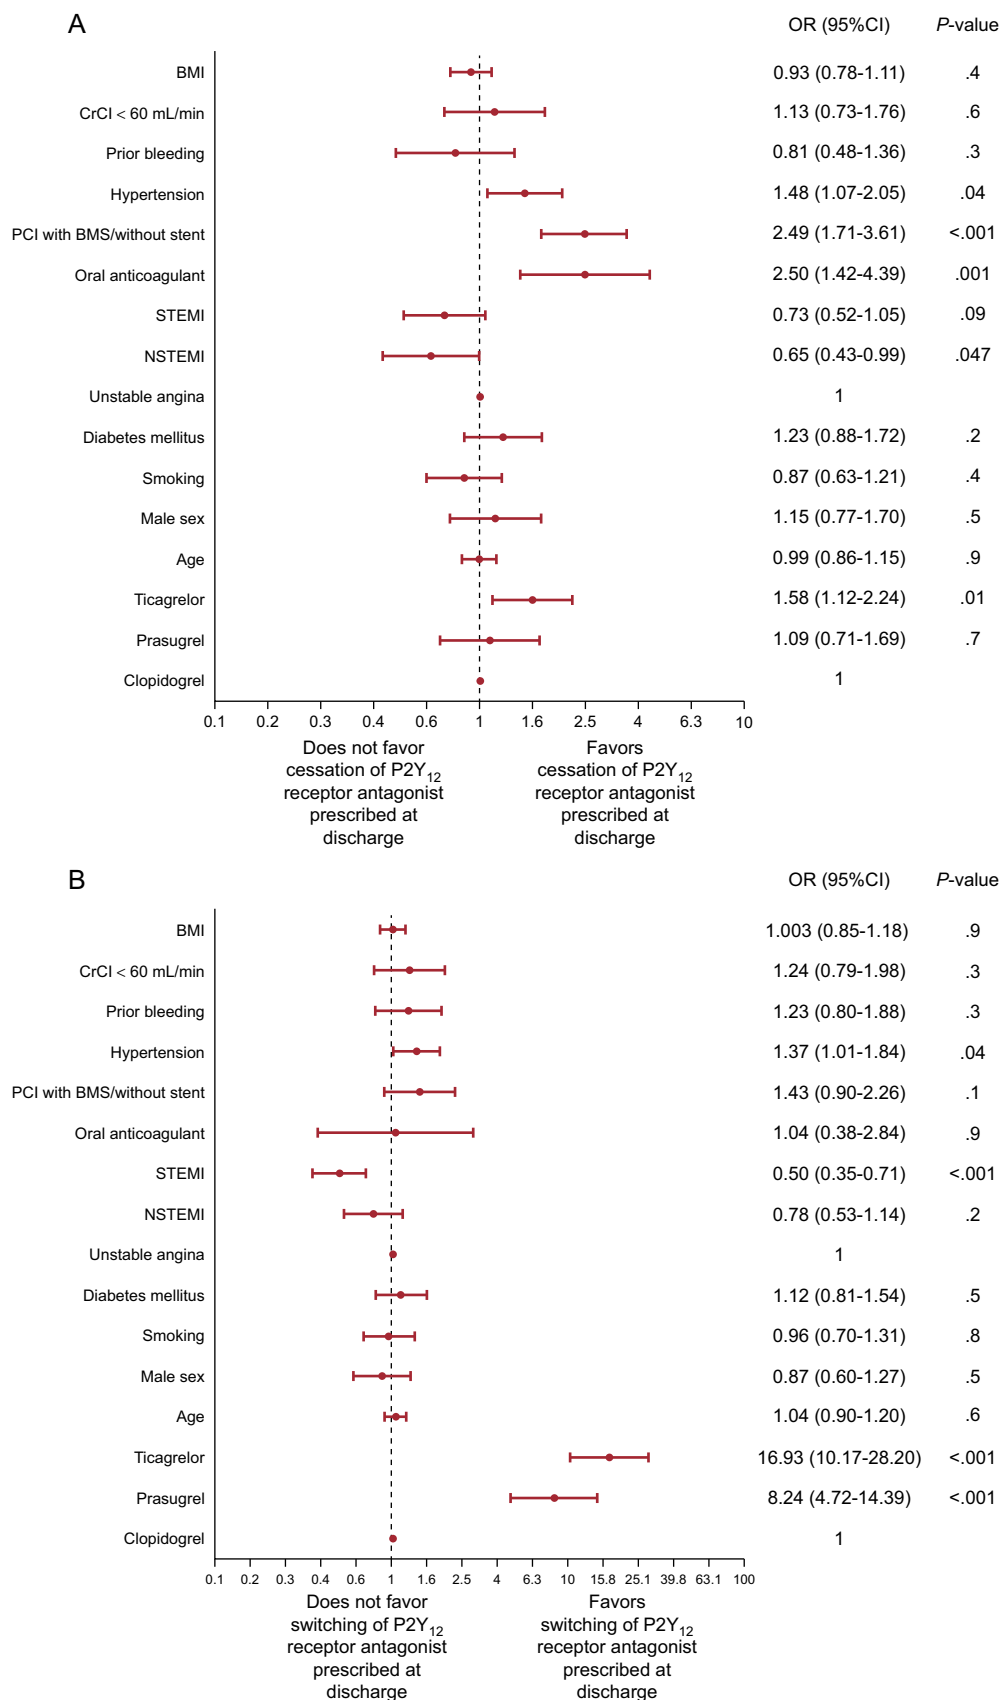 A
OR (95%CI) P-value
BMI 0.93 (0.78-1.11) .4
CrCI < 60 mL/min 1.13 (0.73-1.76) .6
Prior bleeding 0.81 (0.48-1.36) .3
Hypertension 1.48 (1.07-2.05) .04
PCI with BMS/without stent 2.49 (1.71-3.61) <.001
Oral anticoagulant 2.50 (1.42-4.39) .001
STEMI 0.73 (0.52-1.05) .09
NSTEMI 0.65 (0.43-0.99) .047
Unstable angina 1
Diabetes mellitus 1.23 (0.88-1.72) .2
Smoking 0.87 (0.63-1.21) .4
Male sex 1.15 (0.77-1.70) .5
Age 0.99 (0.86-1.15) .9
Ticagrelor 1.58 (1.12-2.24) .01
Prasugrel 1.09 (0.71-1.69) .7
Clopidogrel 1
0.1 0.2 0.3 0.4 0.6 1 1.6 2.5 4 6.3 10
Does not favor
cessation of P2Y12
receptor antagonist
prescribed at
discharge
Favors
cessation of P2Y12
receptor antagonist
prescribed at
discharge
B
OR (95%CI) P-value
BMI 1.003 (0.85-1.18) .9
CrCI < 60 mL/min 1.24 (0.79-1.98) .3
Prior bleeding 1.23 (0.80-1.88) .3
Hypertension 1.37 (1.01-1.84) .04
PCI with BMS/without stent 1.43 (0.90-2.26) .1
Oral anticoagulant 1.04 (0.38-2.84) .9
STEMI 0.50 (0.35-0.71) <.001
NSTEMI 0.78 (0.53-1.14) .2
Unstable angina 1
Diabetes mellitus 1.12 (0.81-1.54) .5
Smoking 0.96 (0.70-1.31) .8
Male sex 0.87 (0.60-1.27) .5
Age 1.04 (0.90-1.20) .6
Ticagrelor 16.93 (10.17-28.20) <.001
Prasugrel 8.24 (4.72-14.39) <.001
Clopidogrel 1
0.1 0.2 0.3 0.4 0.6 1 1.6 2.5 4 6.3 10 15.8 25.1 39.8 63.1 100
Does not favor
switching of P2Y12
receptor antagonist
prescribed at
discharge
Favors
switching of P2Y12
receptor antagonist
prescribed at
discharge